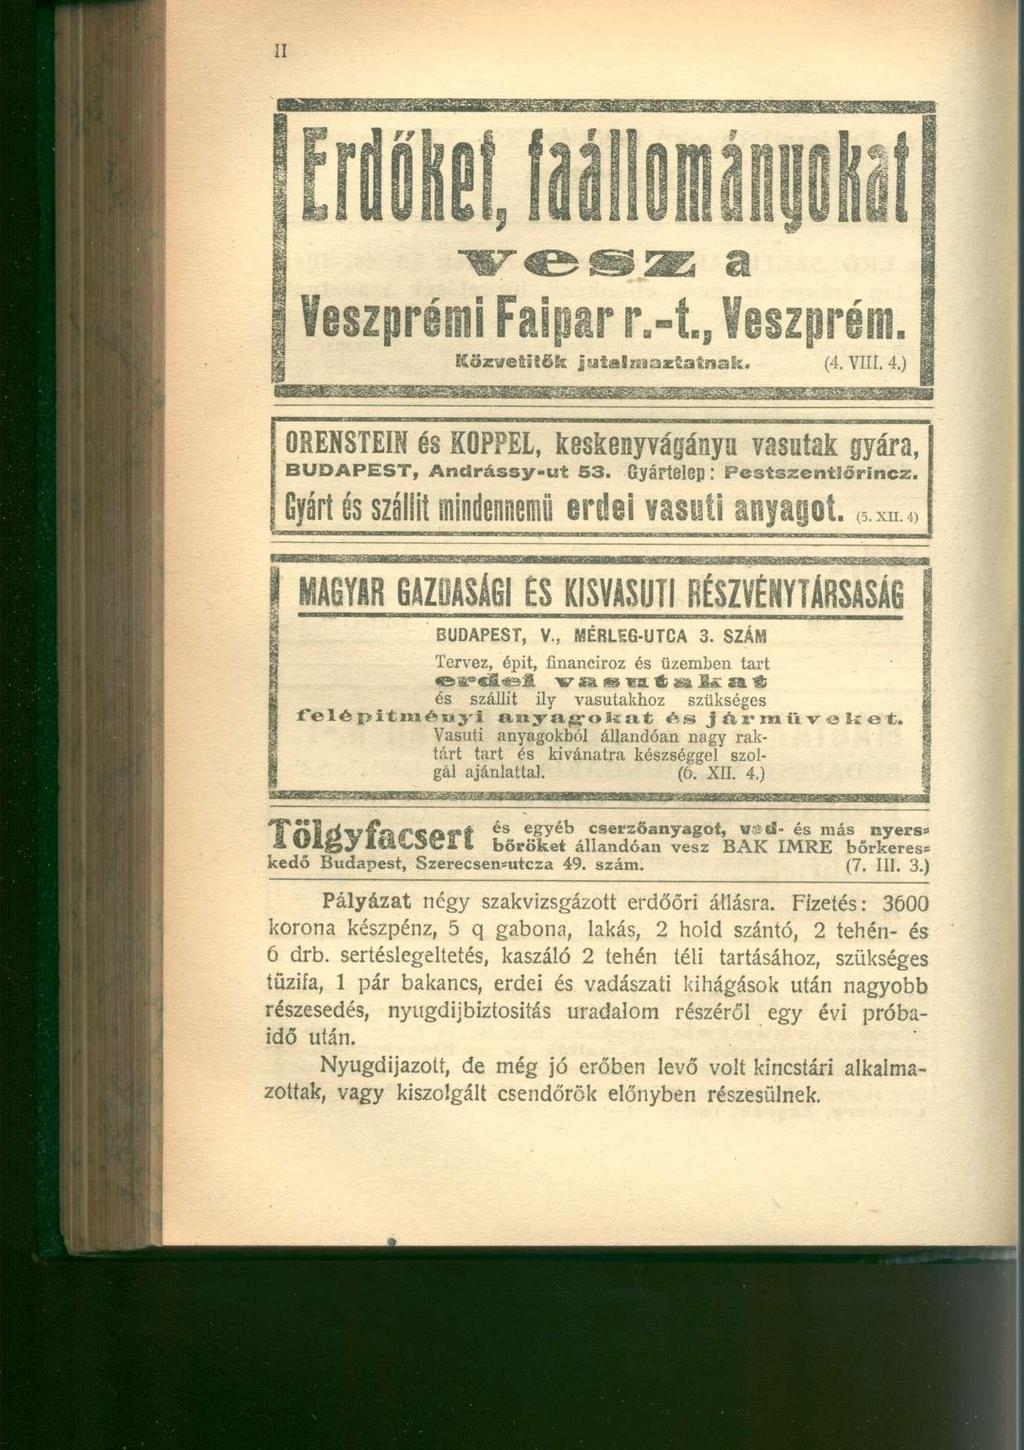 II
Erdőket, faállományokat
vesz a
Veszprémi Faipar r.-t., Veszprém.
Közvetitők jutalmaztatnak. (4. VIII. 4.)
ORENSTEIN és KOPPEL, keskenyvágányu vasutak gyára,
BUDAPEST, Andrássy-ut 53. Gyártelep: Pestszentlőrincz.
Gyárt és szállit mindennemü erdei vasuti anyagot. (5. XII. 4)
MAGYAR GAZDASÁGI ÉS KISVASUTI RÉSZVÉNYTÁRSASÁG
BUDAPEST, V., MÉRLEG-UTCA 3. SZÁM
Tervez, épit, financiroz és üzemben tart
erdei vasutakat
és szállit ily vasutakhoz szükséges
felépitményi anyagokat és jármüveket.
Vasuti anyagokból állandóan nagy rak-
tárt tart és kivánatra készséggel szol-
gál ajánlattal. (6. XII. 4.)
Tölgyfacsert és egyéb cserzőanyagot, vad- és más nyers-
bőröket állandóan vesz BAK IMRE bőrkeres-
kedő Budapest, Szerecsen-utcza 49. szám. (7. III. 3.)
Pályázat négy szakvizsgázott erdőőri állásra. Fizetés: 3600
korona készpénz, 5 q gabona, lakás, 2 hold szántó, 2 tehén- és
6 drb. sertéslegeltetés, kaszáló 2 tehén téli tartásához, szükséges
tüzifa, 1 pár bakancs, erdei és vadászati kihágások után nagyobb
részesedés, nyugdijbiztositás uradalom részéről egy évi próba-
idő után.
Nyugdijazott, de még jó erőben levő volt kincstári alkalma-
zottak, vagy kiszolgált csendőrök előnyben részesülnek.